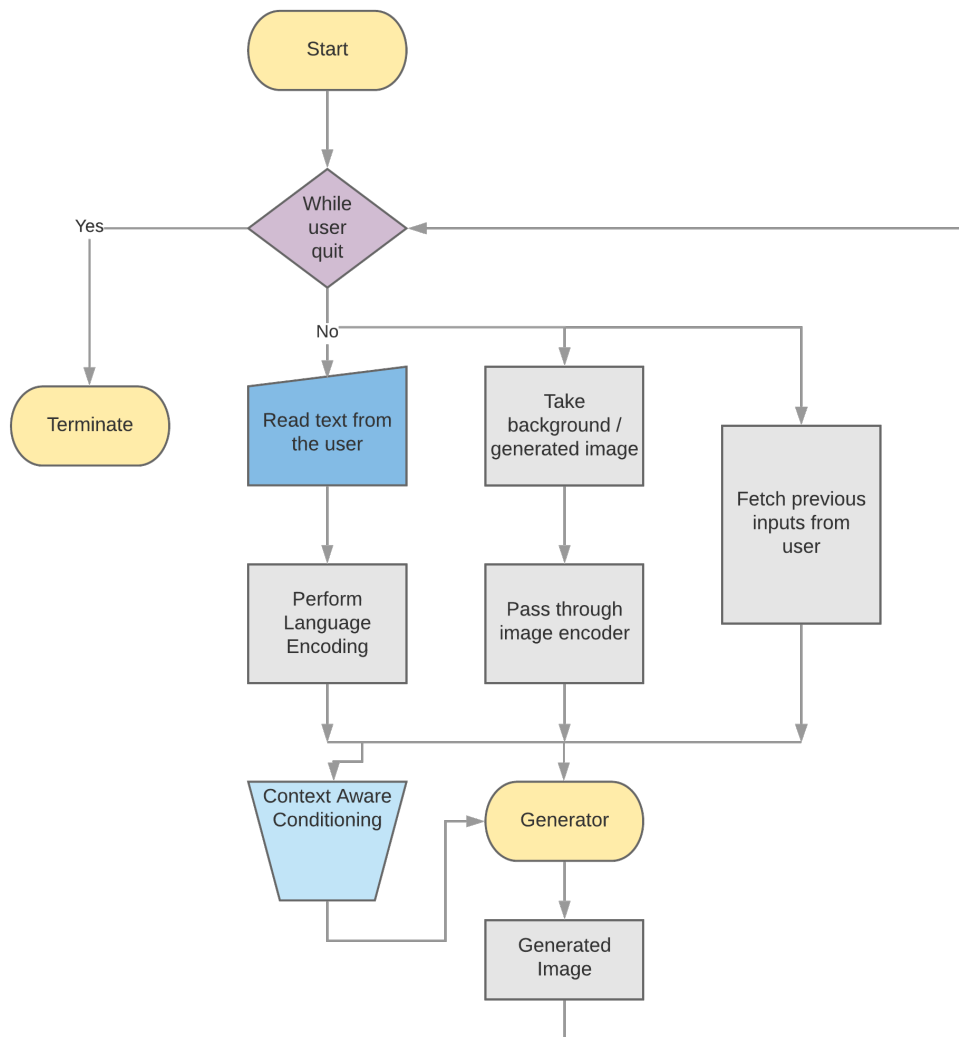 Start
While
user
quit
Yes
No
Terminate
Read text from
the user
Take
background /
generated image
Fetch previous
inputs from
user
Perform
Language
Encoding
Pass through
image encoder
Context Aware
Conditioning
Generator
Generated
Image